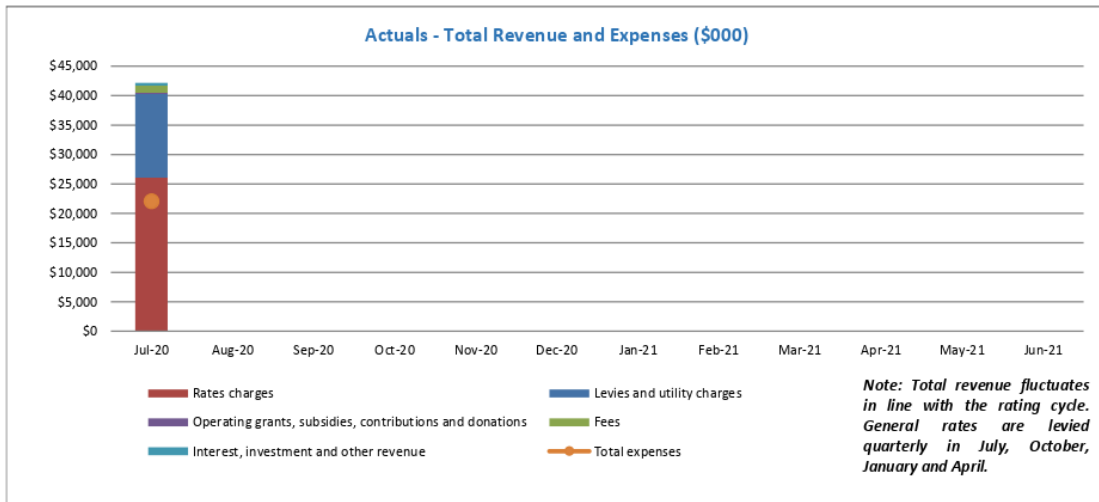 Actuals - Total Revenue and Expenses ($000)
$45,000
$40,000
$35,000
$30,000
$25,000
$20,000
$15,000
$10,000
$5,000
$0
Jul-20 Aug-20 Sep-20 Oct-20 Nov-20 Dec-20 Jan-21 Feb-21 Mar-21 Apr-21 May-21 Jun-21
Rates charges
Levies and utility charges
Operating grants, subsidies, contributions and donations
Fees
Interest, investment and other revenue
Total expenses
Note: Total revenue fluctuates
in line with the rating cycle.
General rates are levied
quarterly in July, October,
January and April.